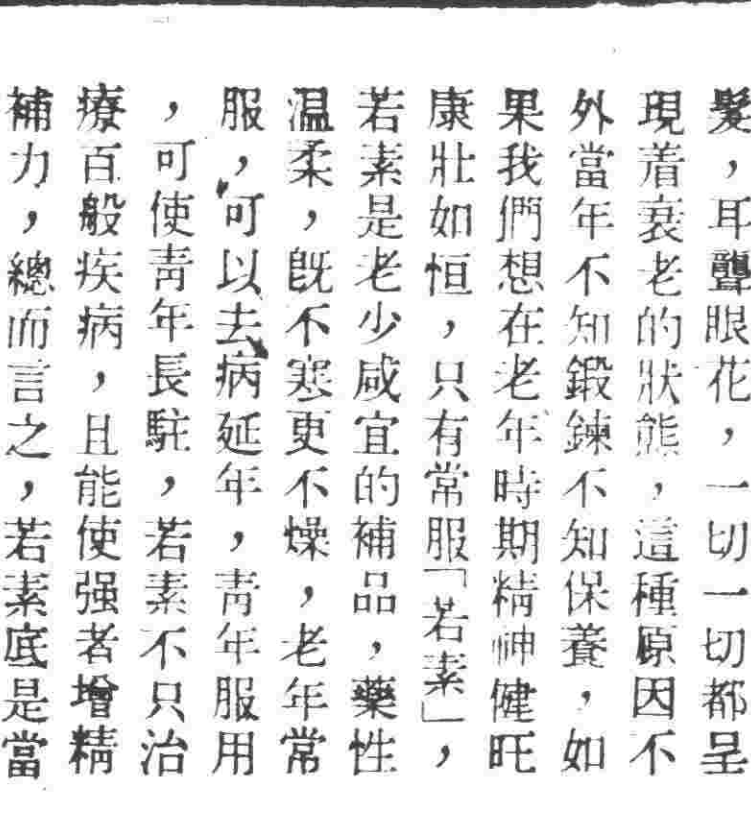 髮，耳聾眼花，一切一切都呈
現着衰老的狀態，這種原因不
外當年不知鍛鍊不知保養，如
果我們想在老年時期精神健旺
康壯如恒，只有常服「若素」，
若素是老少咸宜的補品，藥性
溫柔，既不寒更不燥，老年常
服，可以去病延年，青年服用
，可使青年長駐，若素不只治
療百般疾病，且能使强者增精
補力，總而言之，若素底是當